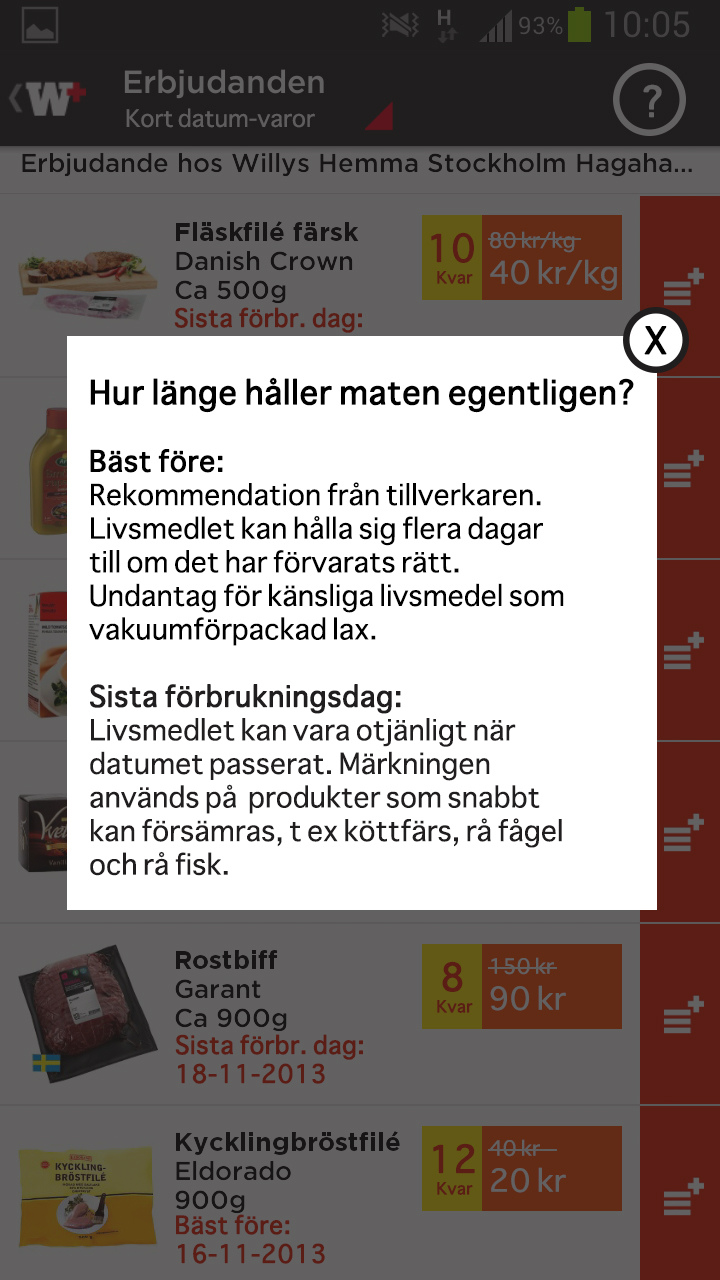 H 93% 10:05
W+ Erbjudanden
Kort datum-varor
?
Erbjudande hos Willys Hemma Stockholm Hagaha...
Fläskfilé färsk
Danish Crown
Ca 500g
Sista förbr. dag:
10
Kvar
80 kr/kg
40 kr/kg
X
Hur länge håller maten egentligen?
Bäst före:
Rekommendation från tillverkaren.
Livsmedlet kan hålla sig flera dagar
till om det har förvarats rätt.
Undantag för känsliga livsmedel som
vakuumförpackad lax.
Sista förbrukningsdag:
Livsmedlet kan vara otjänligt när
datumet passerat. Märkningen
används på produkter som snabbt
kan försämras, t ex köttfärs, rå fågel
och rå fisk.
Rostbiff
Garant
Ca 900g
Sista förbr. dag:
18-11-2013
8
Kvar
150 kr
90 kr
KYCKLING-
BRÖSTFILÉ
Kycklingbröstfilé
Eldorado
900g
Bäst före:
16-11-2013
12
Kvar
40 kr
20 kr